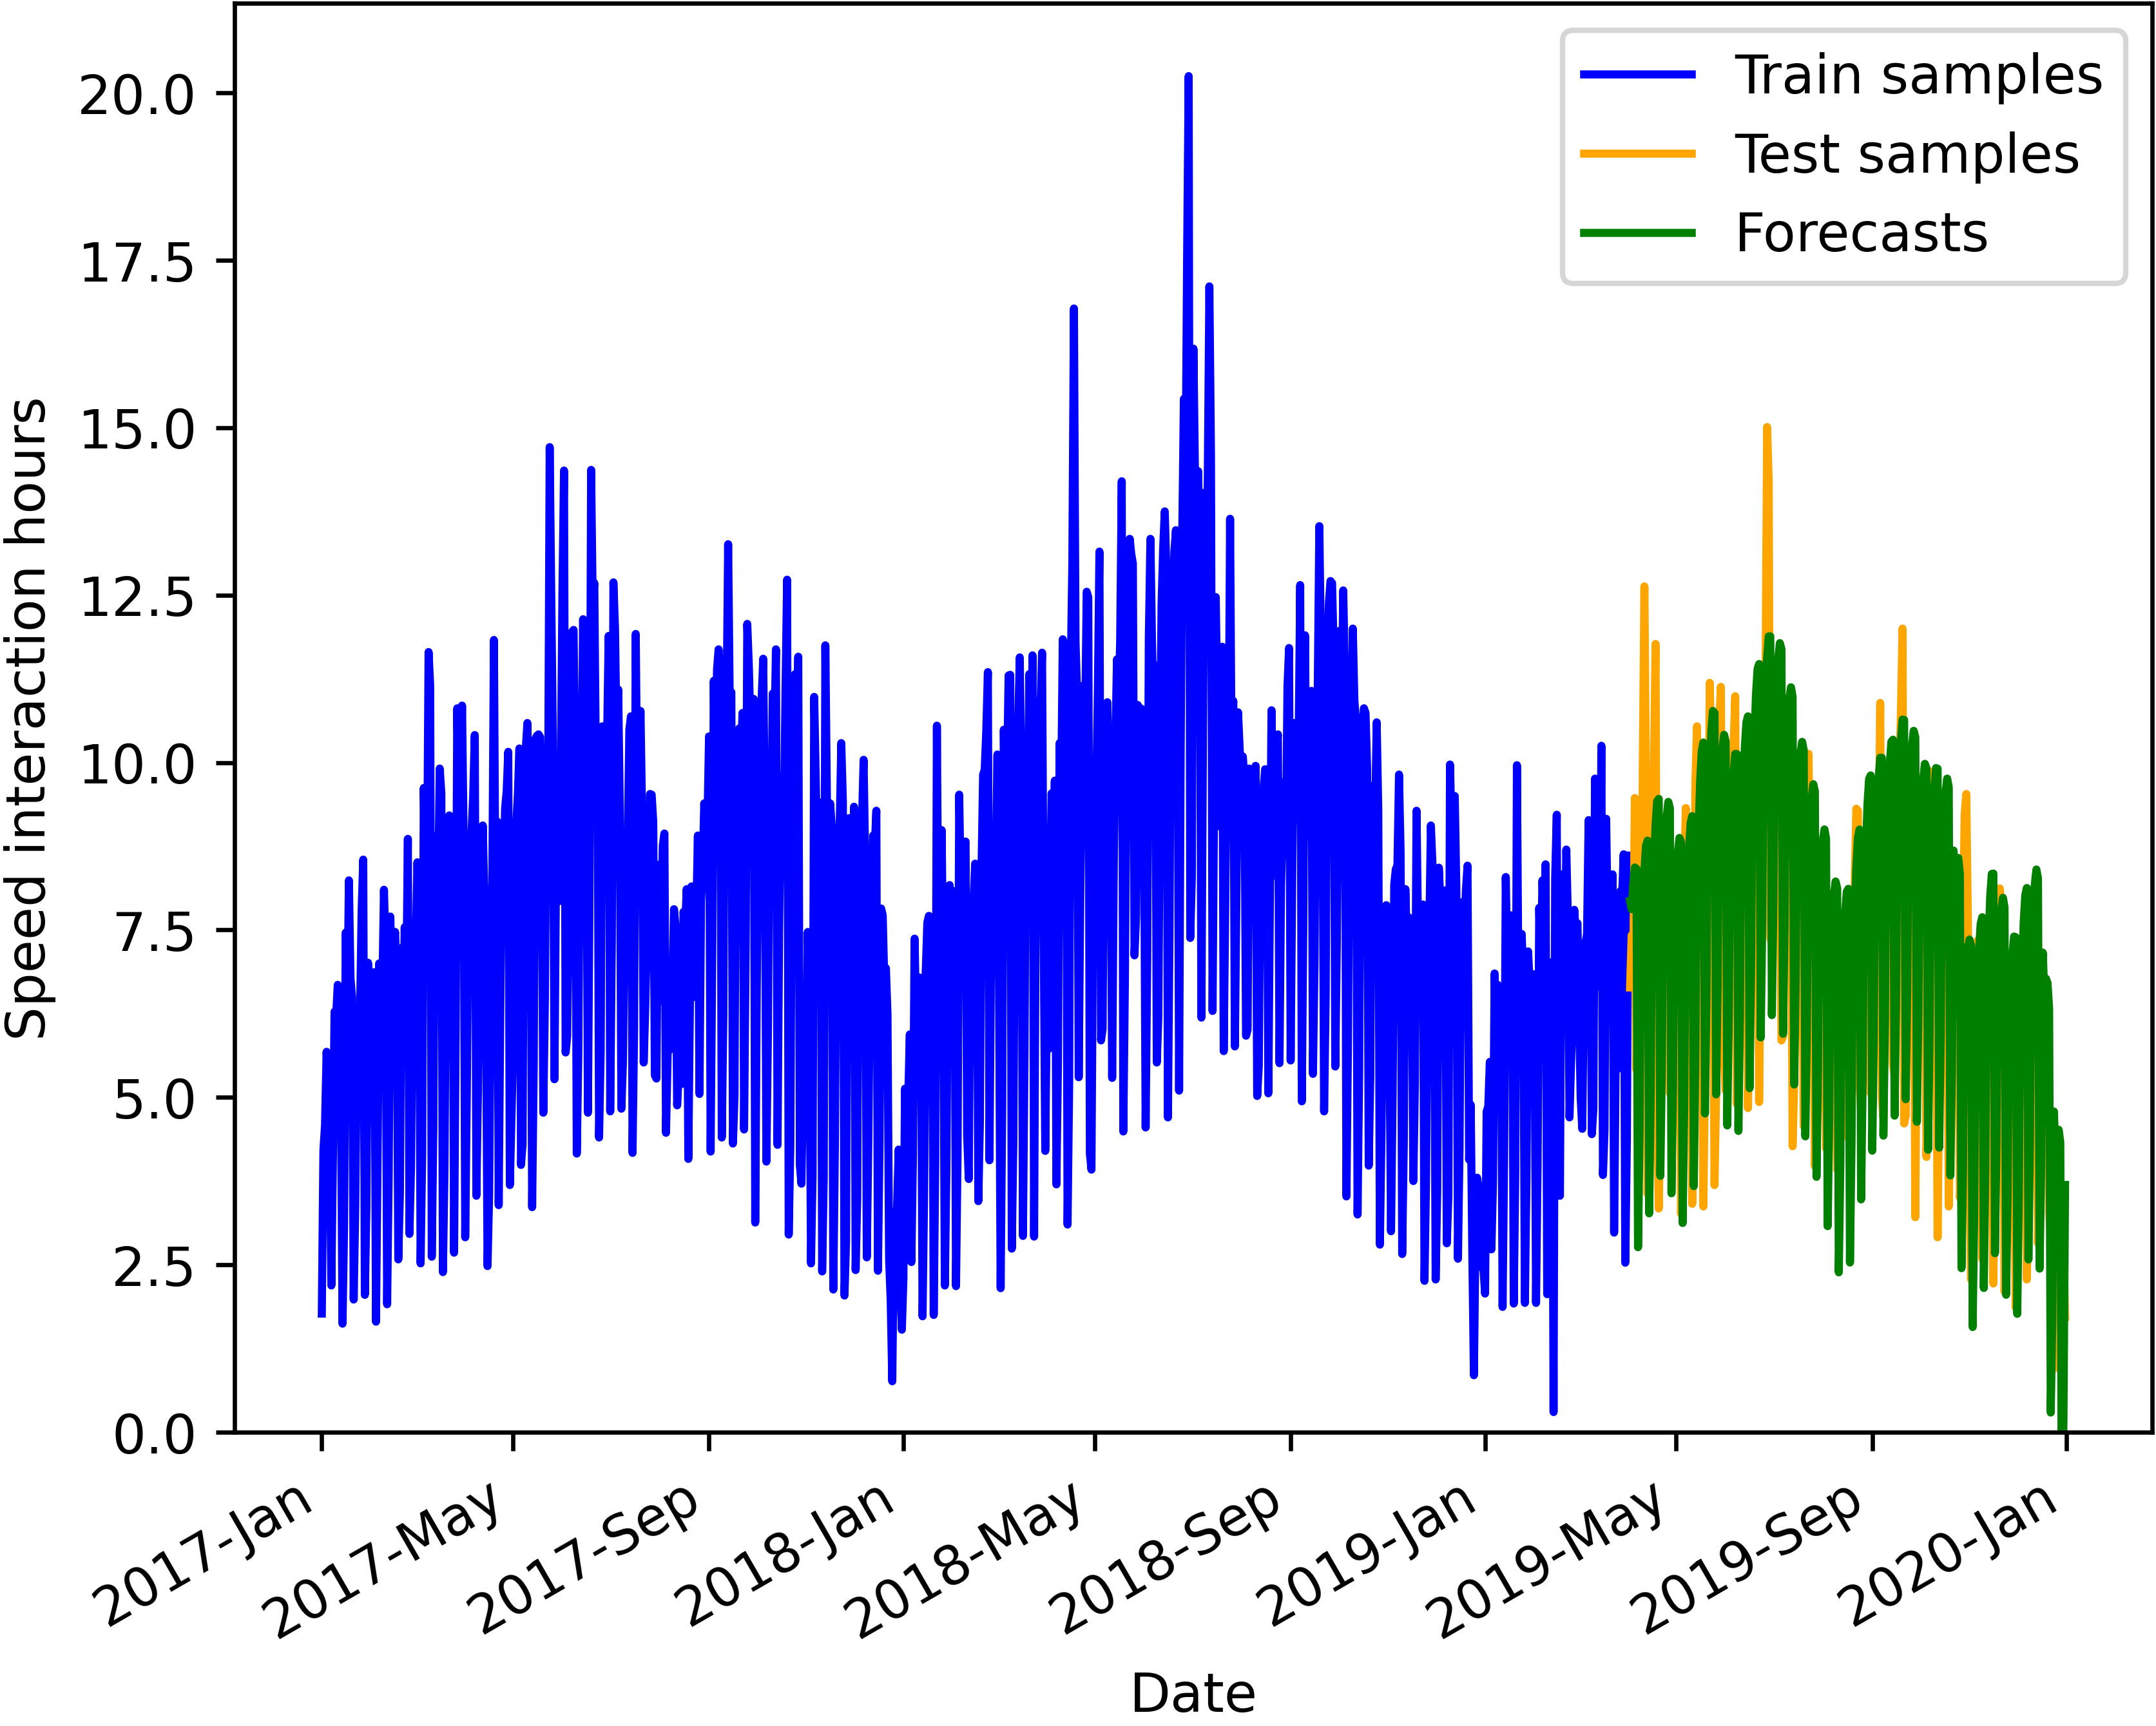 Train samples
Test samples
Forecasts
Speed interaction hours
20.0
17.5
15.0
12.5
10.0
7.5
5.0
2.5
0.0
2017-Jan
2017-May
2017-Sep
2018-Jan
2018-May
2018-Sep
2019-Jan
2019-May
2019-Sep
2020-Jan
Date